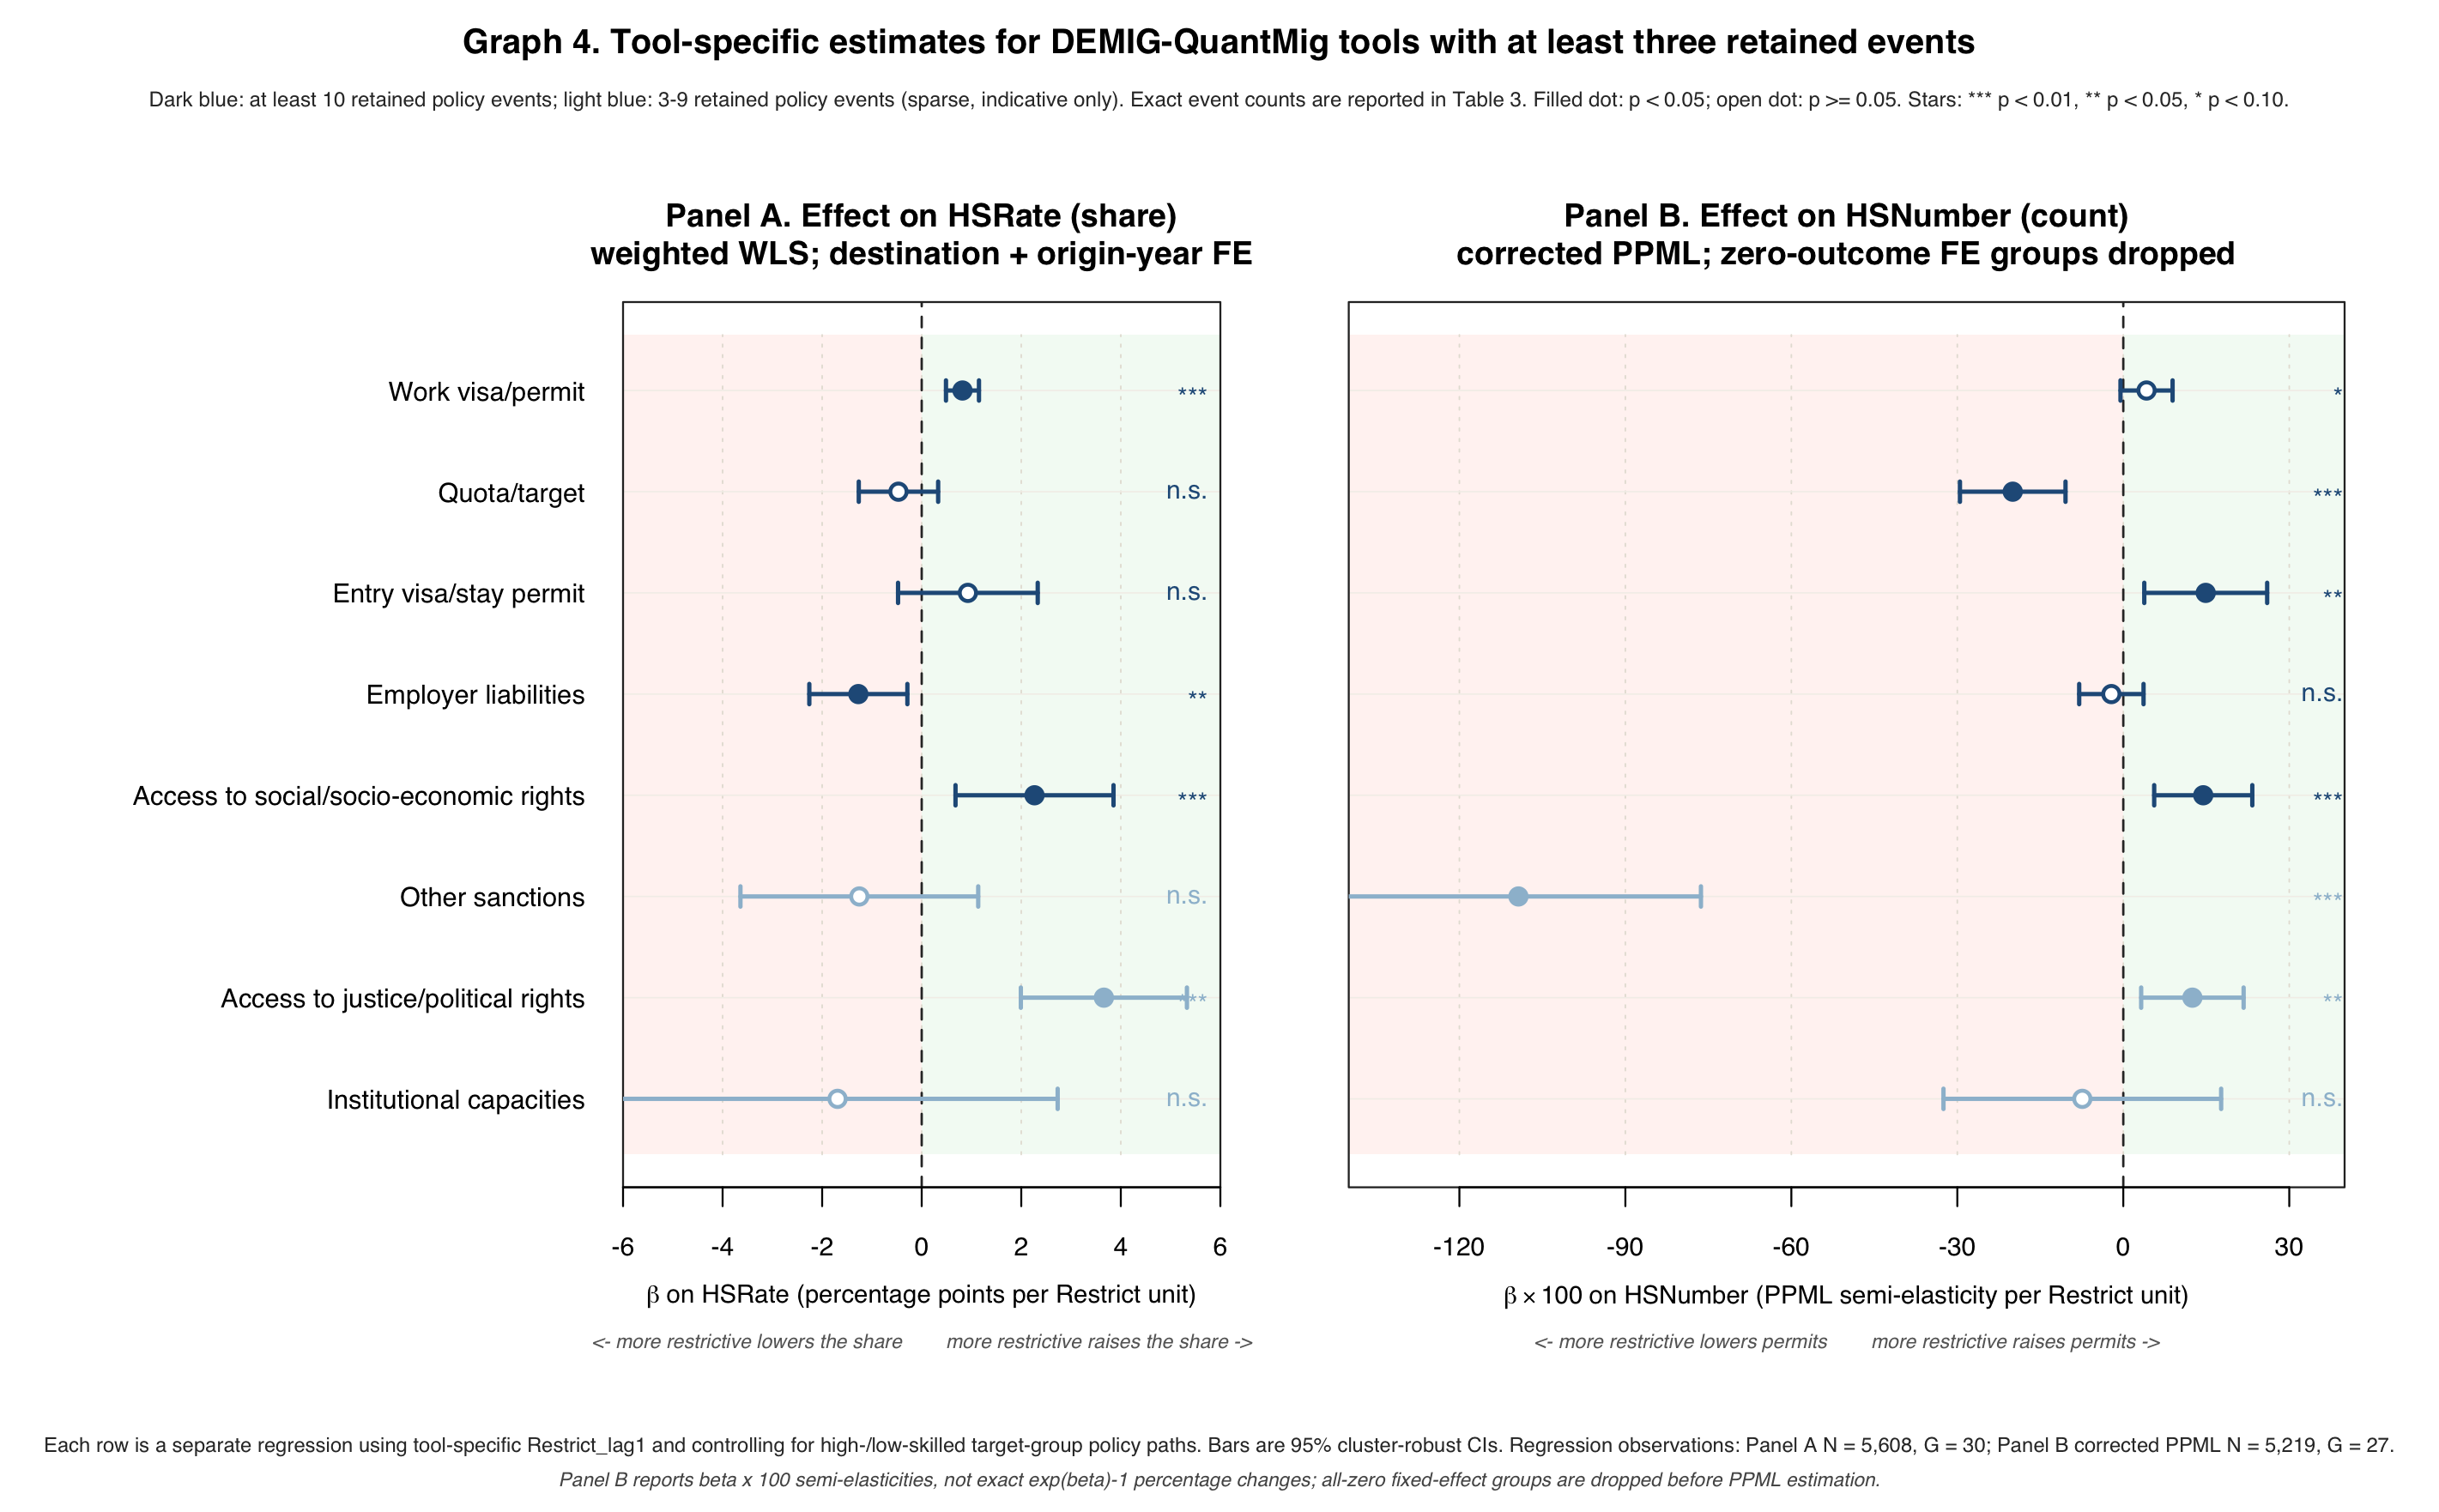 Graph 4. Tool-specific estimates for DEMIG-QuantMig tools with at least three retained events
Dark blue: at least 10 retained policy events; light blue: 3-9 retained policy events (sparse, indicative only). Exact event counts are reported in Table 3. Filled dot: p < 0.05; open dot: p >= 0.05. Stars: *** p < 0.01, ** p < 0.05, * p < 0.10.
Panel A. Effect on HSRate (share)
weighted WLS; destination + origin-year FE
Panel B. Effect on HSNumber (count)
corrected PPML; zero-outcome FE groups dropped
Work visa/permit *** *
Quota/target n.s. ***
Entry visa/stay permit n.s. **
Employer liabilities ** n.s.
Access to social/socio-economic rights *** ***
Other sanctions n.s. ***
Access to justice/political rights *** **
Institutional capacities n.s. n.s.
-6 -4 -2 0 2 4 6
-120 -90 -60 -30 0 30
β on HSRate (percentage points per Restrict unit)
β × 100 on HSNumber (PPML semi-elasticity per Restrict unit)
<- more restrictive lowers the share more restrictive raises the share ->
<- more restrictive lowers permits more restrictive raises permits ->
Each row is a separate regression using tool-specific Restrict_lag1 and controlling for high-/low-skilled target-group policy paths. Bars are 95% cluster-robust CIs. Regression observations: Panel A N = 5,608, G = 30; Panel B corrected PPML N = 5,219, G = 27.
Panel B reports beta x 100 semi-elasticities, not exact exp(beta)-1 percentage changes; all-zero fixed-effect groups are dropped before PPML estimation.